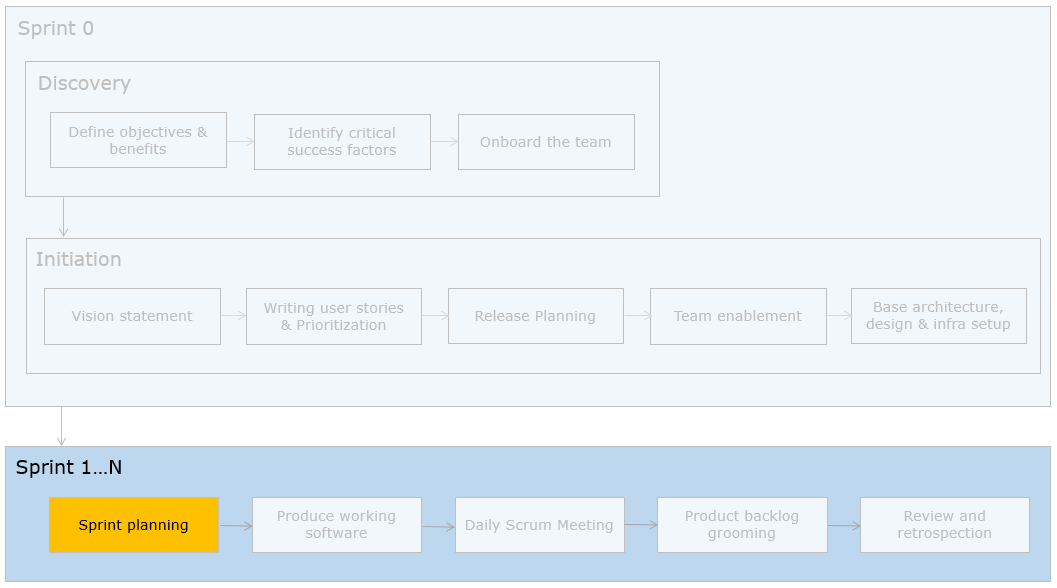 Sprint 0
Discovery
Define objectives &
benefits
Identify critical
success factors
Onboard the team
Initiation
Vision statement
Writing user stories
& Prioritization
Release Planning
Team enablement
Base architecture,
design & infra setup
Sprint 1...N
Sprint planning
Produce working
software
Daily Scrum Meeting
Product backlog
grooming
Review and
retrospection